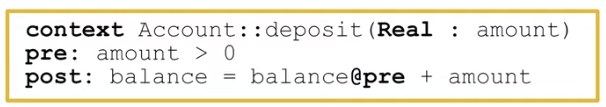 context Account::deposit(Real : amount)
pre: amount > 0
post: balance = balance@pre + amount